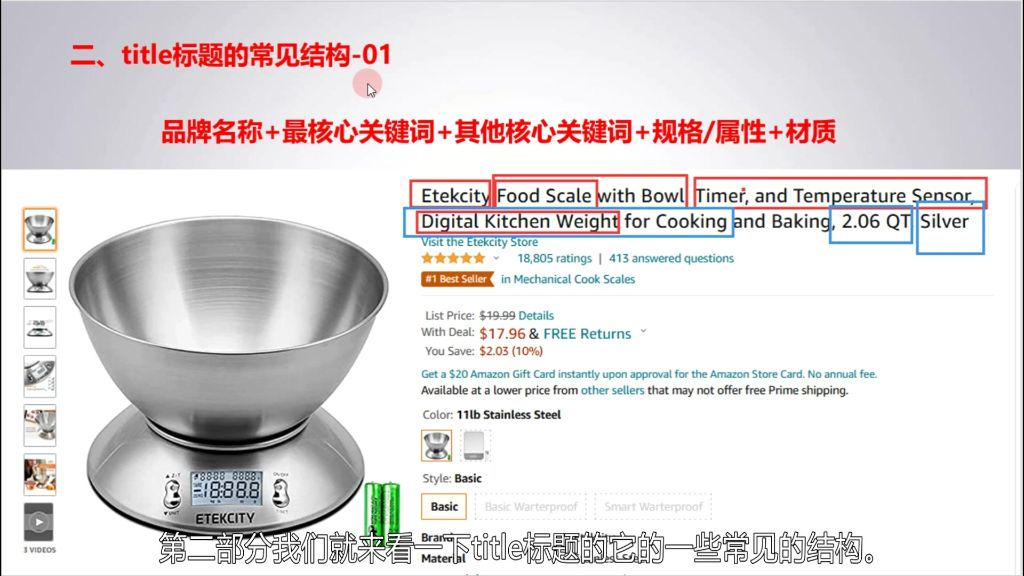 二、title标题的常见结构-01
品牌名称+最核心关键词+其他核心关键词+规格/属性+材质
Etekcity Food Scale with Bowl Timer, and Temperature Sensor,
Digital Kitchen Weight for Cooking and Baking, 2.06 QT Silver
Visit the Etekcity Store
18,805 ratings | 413 answered questions
#1 Best Seller in Mechanical Cook Scales
List Price: $19.99 Details
With Deal: $17.96 & FREE Returns
You Save: $2.03 (10%)
Get a $20 Amazon Gift Card instantly upon approval for the Amazon Store Card. No annual fee.
Available at a lower price from other sellers that may not offer free Prime shipping.
Color: 11lb Stainless Steel
Style: Basic
Basic Basic Warterproof Smart Warterproof
ETEKCITY
3 VIDEOS
第二部分我们就来看一下title标题的它的一些常见的结构。